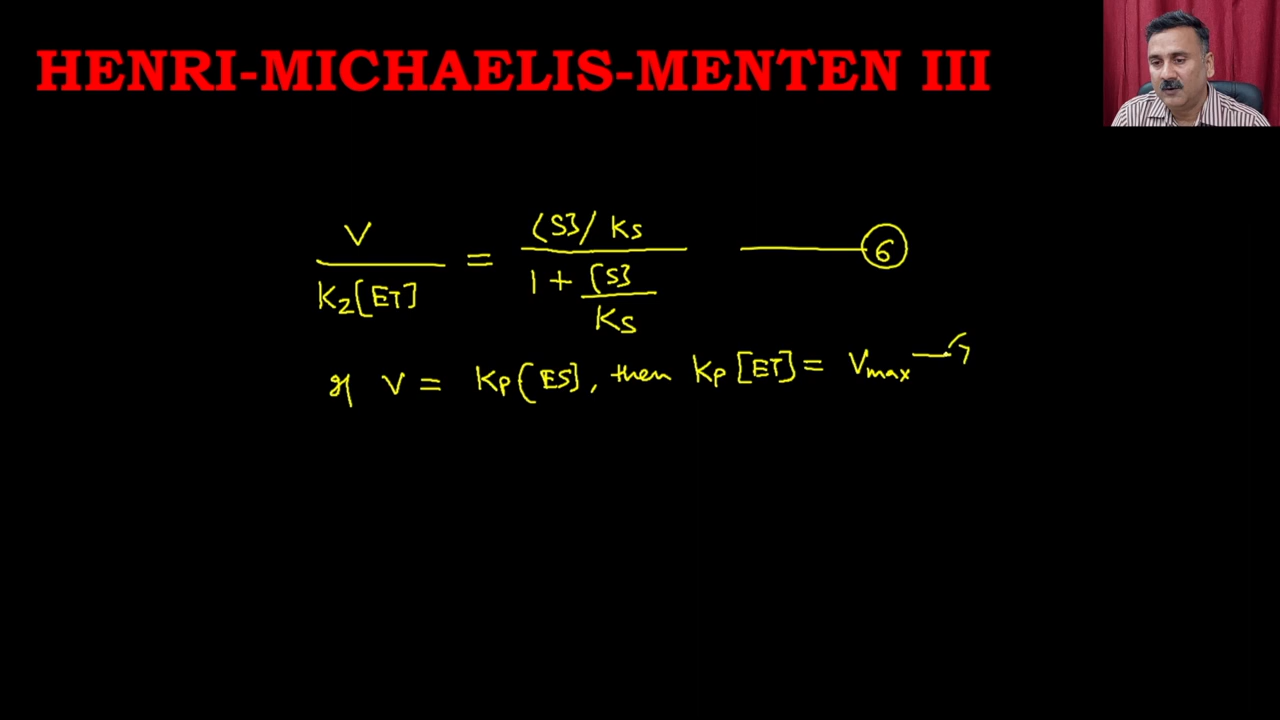 HENRI-MICHAELIS-MENTEN III
V / K2[ET] = [S]/Ks / 1 + [S]/Ks — 6
If V = Kp[ES], then Kp[ET] = Vmax